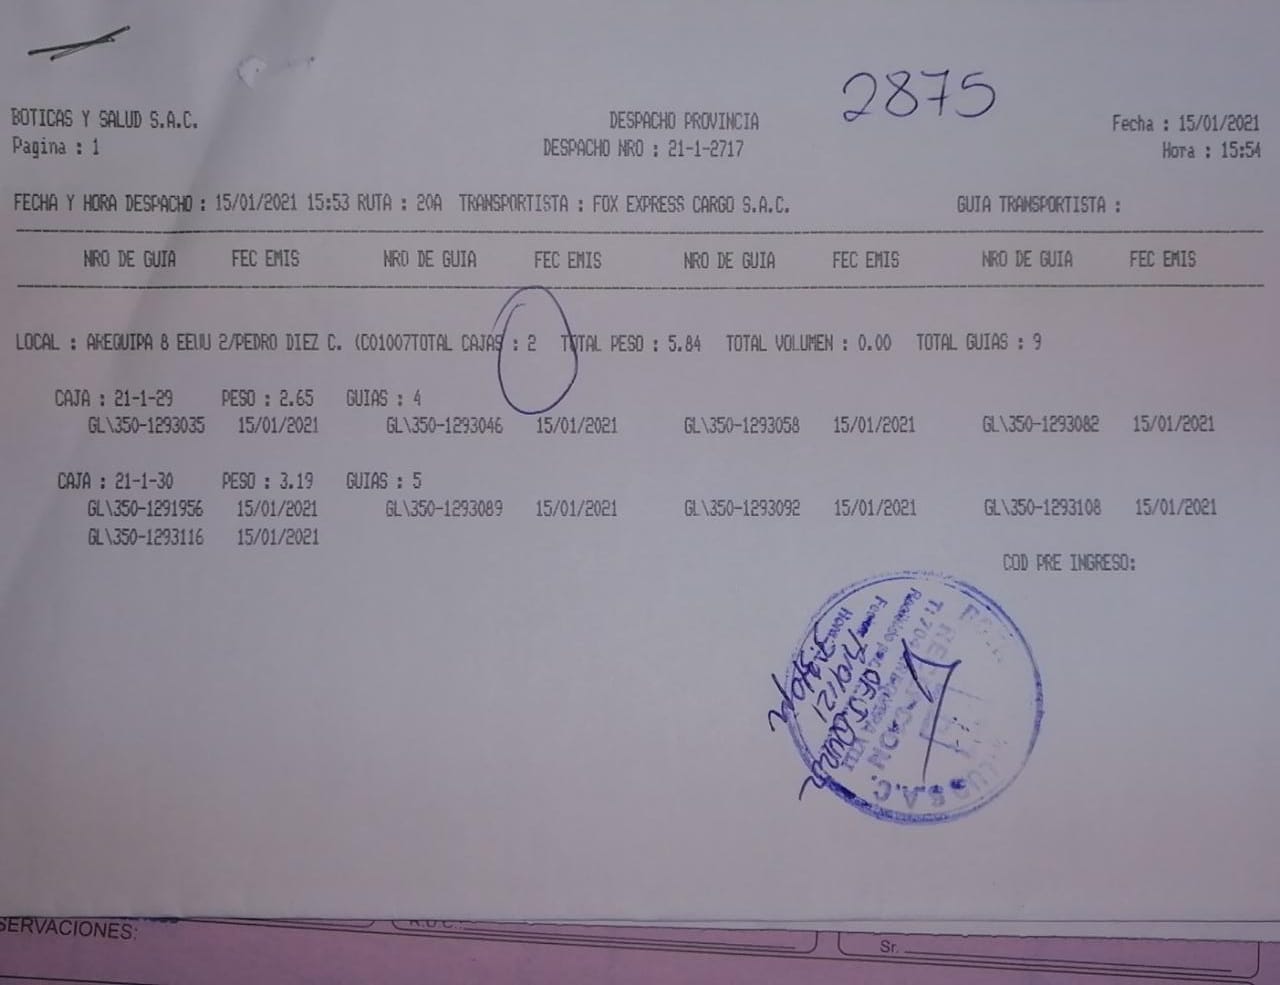 2875
BOTICAS Y SALUD S.A.C. DESPACHO PROVINCIA Fecha : 15/01/2021
Pagina : 1 DESPACHO NRO : 21-1-2717 Hora : 15:54
FECHA Y HORA DESPACHO : 15/01/2021 15:53 RUTA : 20A TRANSPORTISTA : FOX EXPRESS CARGO S.A.C. GUIA TRANSPORTISTA :
NRO DE GUIA FEC EMIS NRO DE GUIA FEC EMIS NRO DE GUIA FEC EMIS NRO DE GUIA FEC EMIS
LOCAL : AREQUIPA 8 EEUU 2/PEDRO DIEZ C. (C01007TOTAL CAJAS : 2 TOTAL PESO : 5.84 TOTAL VOLUMEN : 0.00 TOTAL GUIAS : 9
CAJA : 21-1-29 PESO : 2.65 GUIAS : 4
GL\350-1293035 15/01/2021 GL\350-1293046 15/01/2021 GL\350-1293058 15/01/2021 GL\350-1293082 15/01/2021
CAJA : 21-1-30 PESO : 3.19 GUIAS : 5
GL\350-1291956 15/01/2021 GL\350-1293089 15/01/2021 GL\350-1293092 15/01/2021 GL\350-1293108 15/01/2021
GL\350-1293116 15/01/2021
COD PRE INGRESO:
S.A.C.
SERVACIONES:
R.U.C.:
Sr.